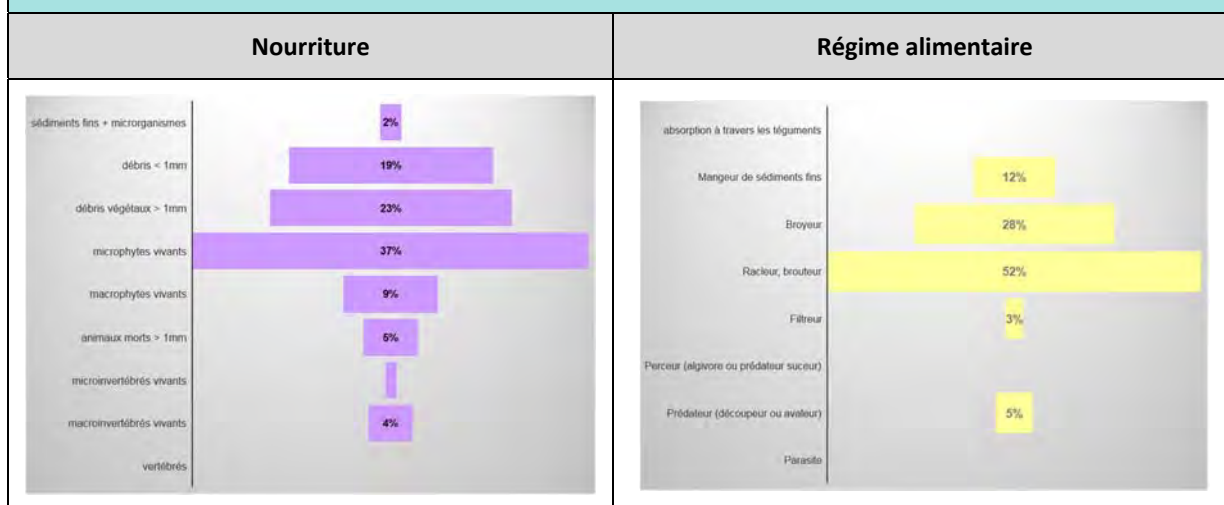 Nourriture
Régime alimentaire
sédiments fins + microrganismes
2%
débris < 1mm
19%
débris végétaux > 1mm
23%
microphytes vivants
37%
macrophytes vivants
9%
animaux morts > 1mm
5%
microinvertébrés vivants
macroinvertébrés vivants
4%
vertébrés
absorption à travers les téguments
Mangeur de sédiments fins
12%
Broyeur
28%
Racleur, brouteur
52%
Filtreur
3%
Perceur (algivore ou prédateur suceur)
Prédateur (découpeur ou avaleur)
5%
Parasite